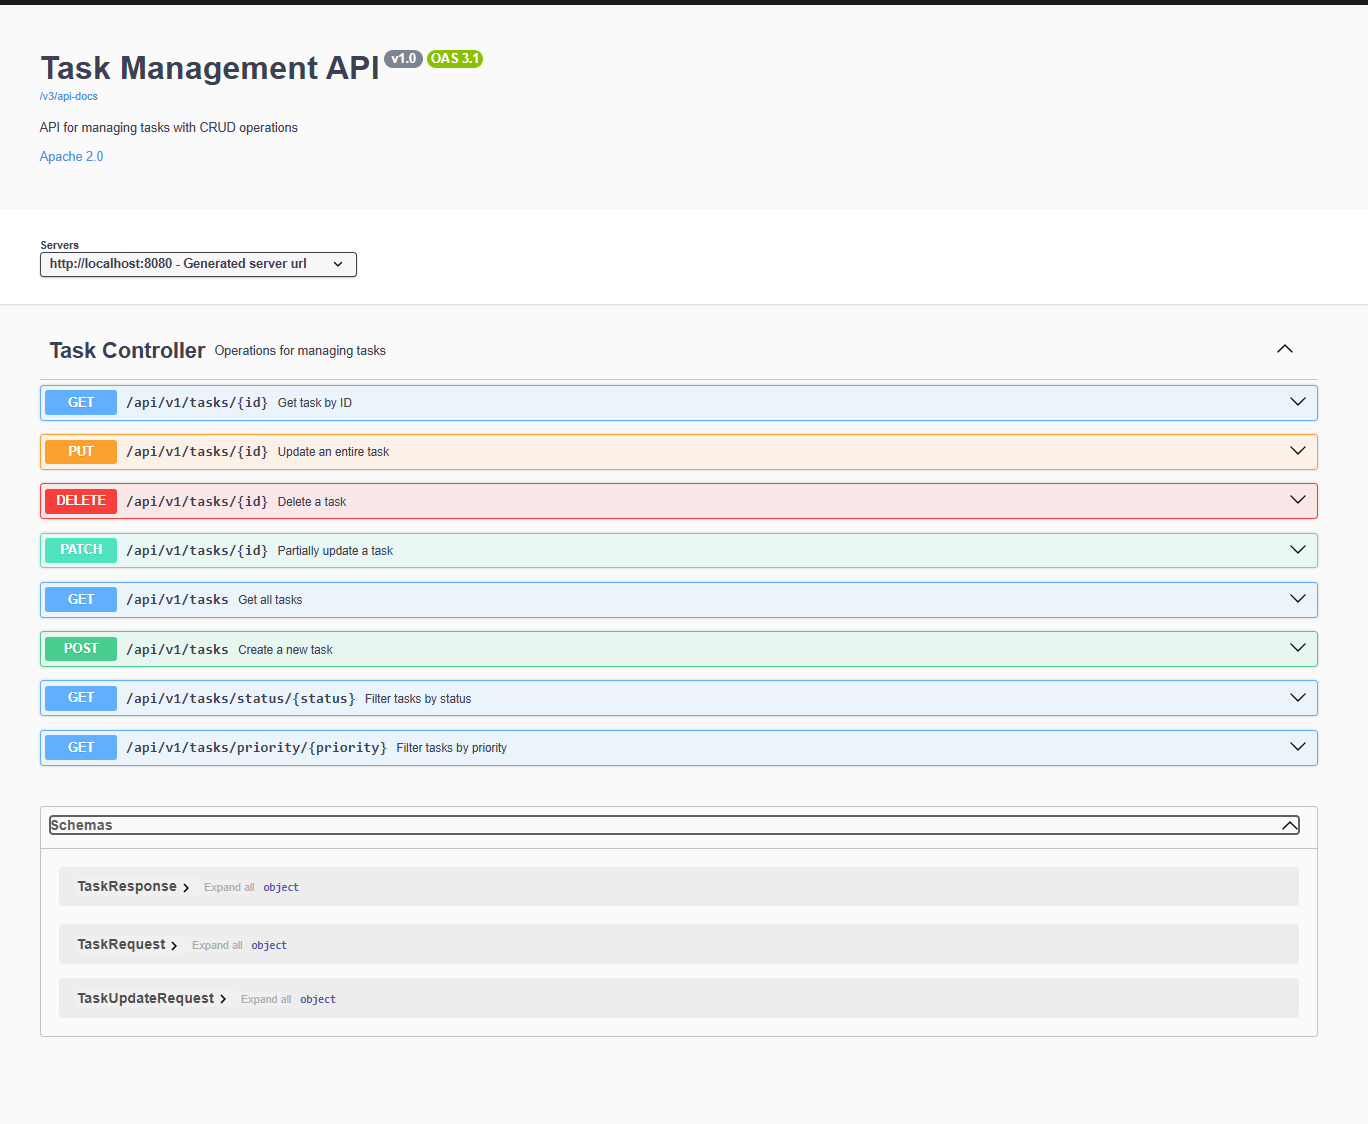 Task Management API v1.0 OAS 3.1
/v3/api-docs
API for managing tasks with CRUD operations
Apache 2.0
Servers
http://localhost:8080 - Generated server url
Task Controller Operations for managing tasks
GET /api/v1/tasks/{id} Get task by ID
PUT /api/v1/tasks/{id} Update an entire task
DELETE /api/v1/tasks/{id} Delete a task
PATCH /api/v1/tasks/{id} Partially update a task
GET /api/v1/tasks Get all tasks
POST /api/v1/tasks Create a new task
GET /api/v1/tasks/status/{status} Filter tasks by status
GET /api/v1/tasks/priority/{priority} Filter tasks by priority
Schemas
TaskResponse Expand all object
TaskRequest Expand all object
TaskUpdateRequest Expand all object